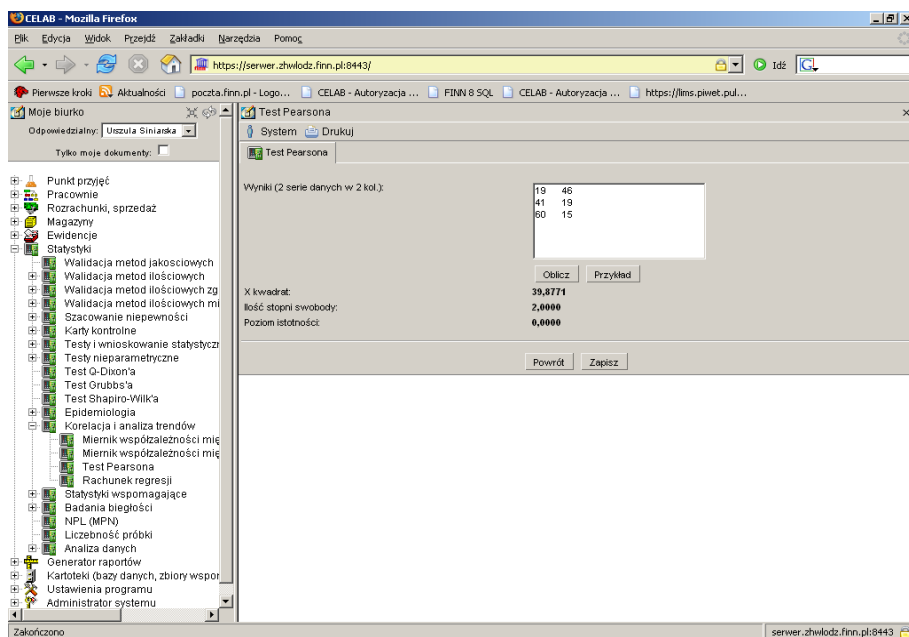 CELAB - Mozilla Firefox
Plik Edycja Widok Przejdź Zakładki Narzędzia Pomoc
https://serwer.zhwlodz.finn.pl:8443/
Idź
Pierwsze kroki Aktualności poczta.finn.pl - Logo... CELAB - Autoryzacja ... FINN 8 SQL CELAB - Autoryzacja ... https://lims.piwet.pul...
Moje biurko
Odpowiedzialny: Urszula Siniarska
Tylko moje dokumenty:
Punkt przyjęć
Pracownie
Rozrachunki, sprzedaż
Magazyny
Ewidencje
Statystyki
Walidacja metod jakosciowych
Walidacja metod ilościowych
Walidacja metod ilościowych zg
Walidacja metod ilościowych mi
Szacowanie niepewności
Karty kontrolne
Testy i wnioskowanie statystyczn
Testy nieparametryczne
Test Q-Dixon'a
Test Grubbs'a
Test Shapiro-Wilk'a
Epidemiologia
Korelacja i analiza trendów
Miernik współzależności mię
Miernik współzależności mię
Test Pearsona
Rachunek regresji
Statystyki wspomagające
Badania biegłości
NPL (MPN)
Liczebność próbki
Analiza danych
Generator raportów
Kartoteki (bazy danych, zbiory wspor
Ustawienia programu
Administrator systemu
Test Pearsona
System Drukuj
Test Pearsona
Wyniki (2 serie danych w 2 kol.):
19 46
41 19
60 15
Oblicz Przykład
X kwadrat: 39,8771
Ilość stopni swobody: 2,0000
Poziom istotności: 0,0000
Powrót Zapisz
Zakończono
serwer.zhwlodz.finn.pl:8443